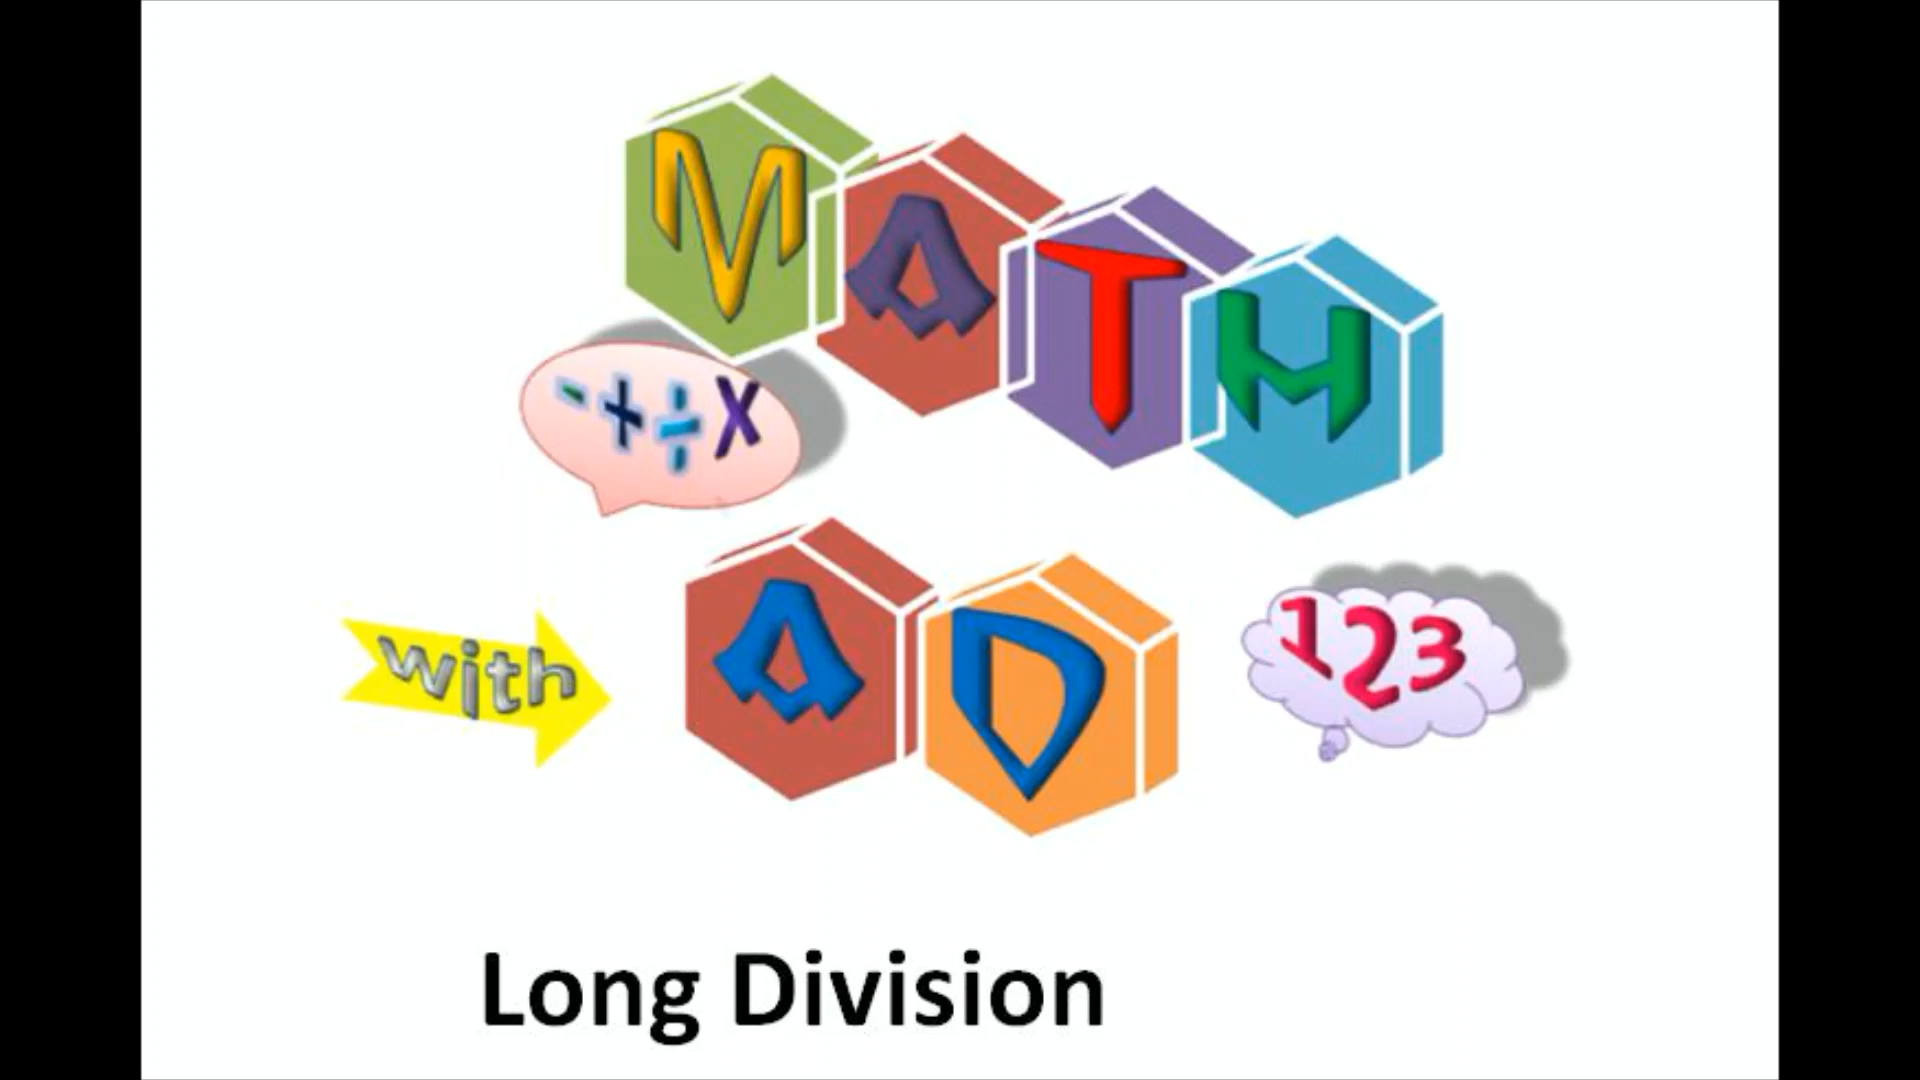 MATH
- + ÷ x
with
AD
123
Long Division